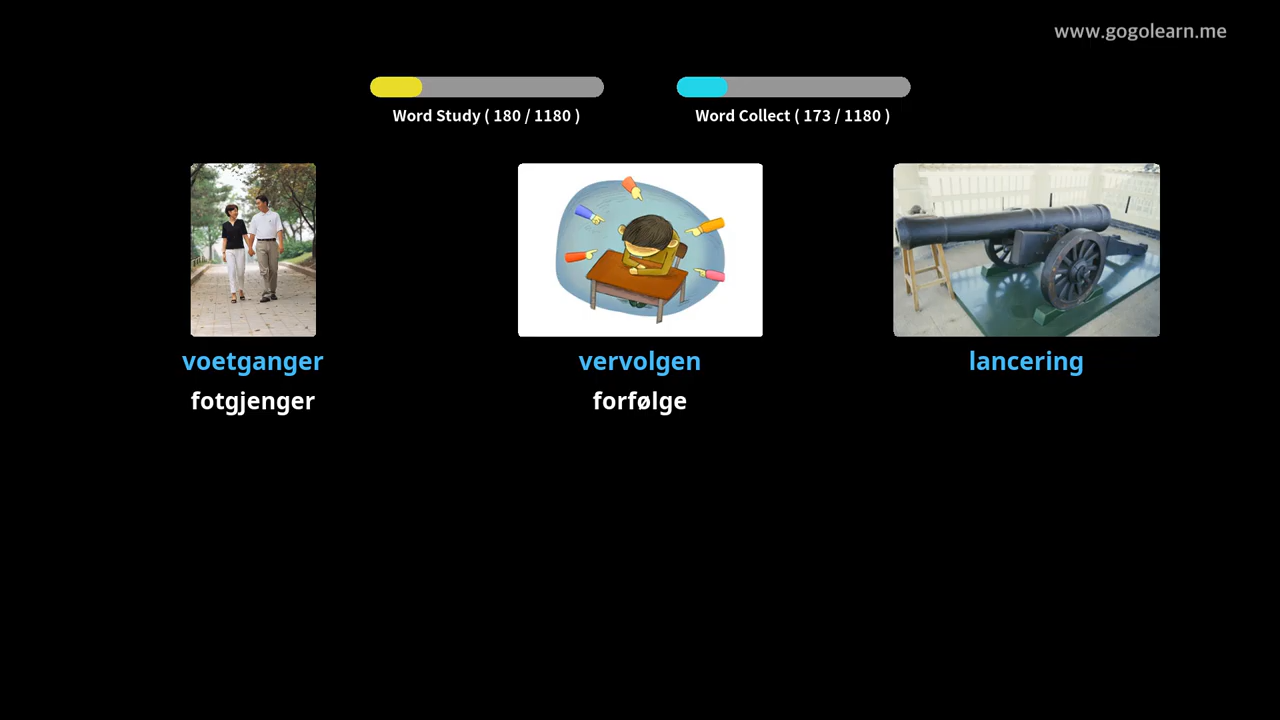 www.gogolearn.me
Word Study ( 180 / 1180 )
Word Collect ( 173 / 1180 )
voetganger
fotgjenger
vervolgen
forfølge
lancering